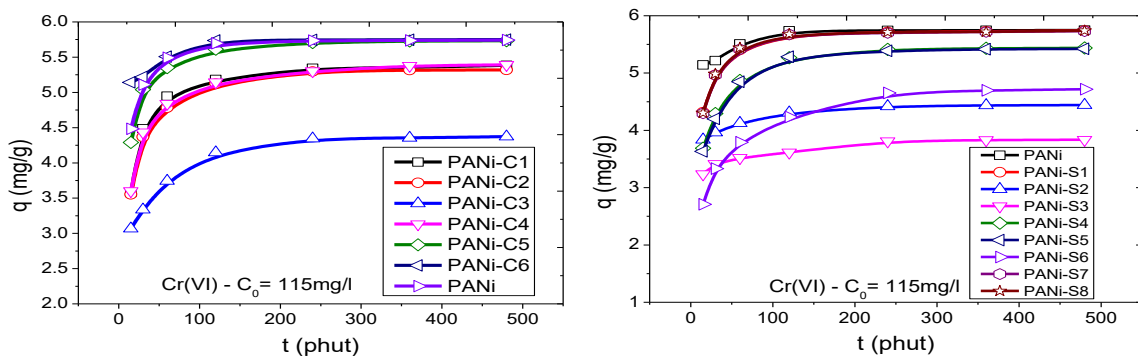 6.0
5.5
5.0
4.5
4.0
3.5
3.0
2.5
2.0
q (mg/g)
PANi-C1
PANi-C2
PANi-C3
PANi-C4
PANi-C5
PANi-C6
PANi
Cr(VI) - C0= 115mg/l
0 100 200 300 400 500
t (phut)
6
5
4
3
2
1
q (mg/g)
PANi
PANi-S1
PANi-S2
PANi-S3
PANi-S4
PANi-S5
PANi-S6
PANi-S7
PANi-S8
Cr(VI) - C0= 115mg/l
0 100 200 300 400 500
t (phut)